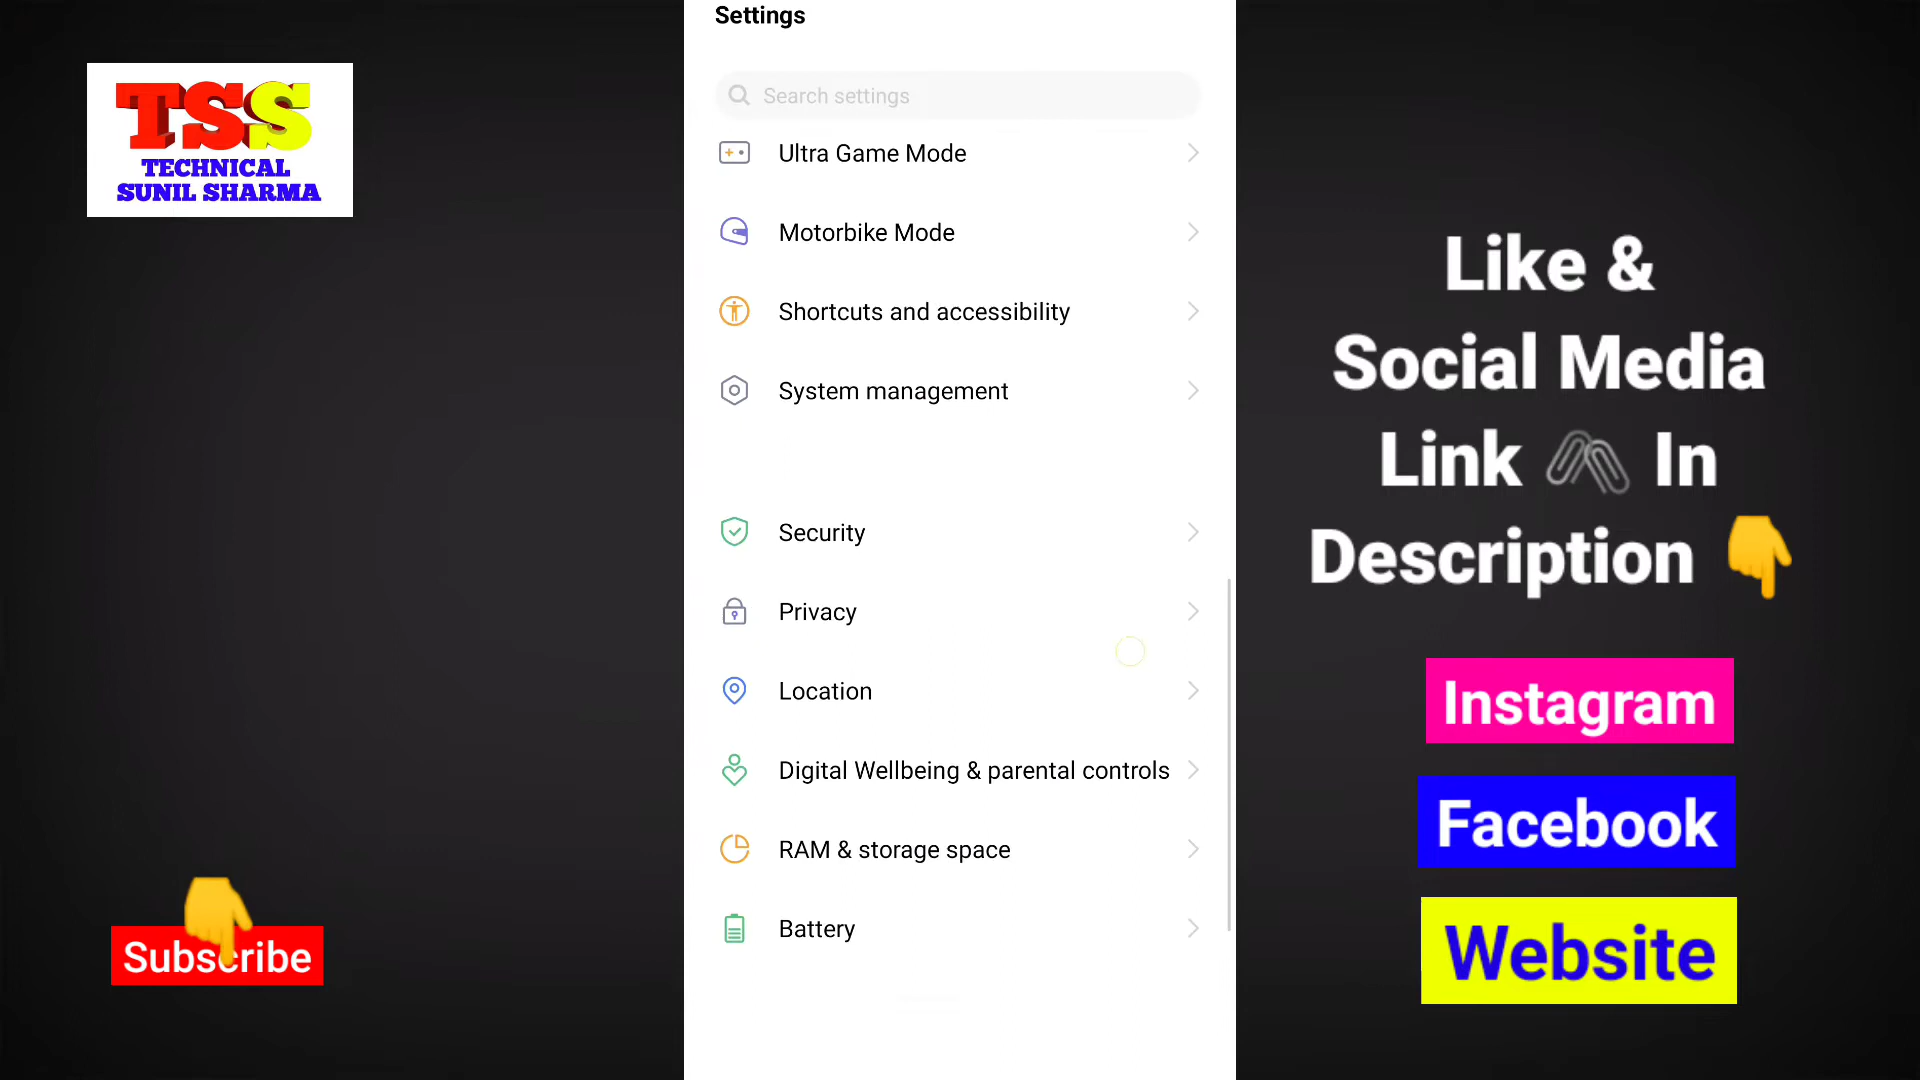 TSS
TECHNICAL
SUNIL SHARMA
Subscribe
Settings
Search settings
Ultra Game Mode
Motorbike Mode
Shortcuts and accessibility
System management
Security
Privacy
Location
Digital Wellbeing & parental controls
RAM & storage space
Battery
Like &
Social Media
Link 🖇 In
Description 👇
Instagram
Facebook
Website